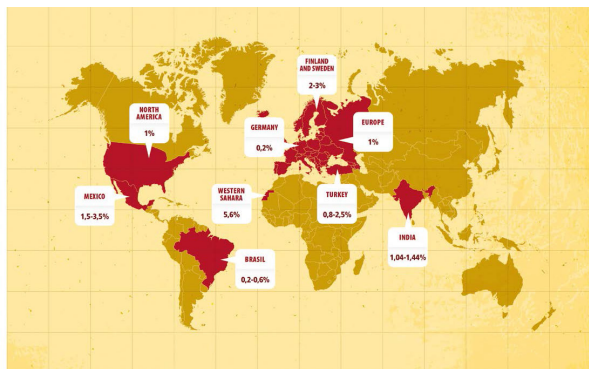 FINLAND
AND SWEDEN
2-3%
NORTH
AMERICA
1%
GERMANY
0,2%
EUROPE
1%
MEXICO
1,5-3,5%
WESTERN
SAHARA
5,6%
TURKEY
0,8-2,5%
INDIA
1,04-1,44%
BRASIL
0,2-0,6%